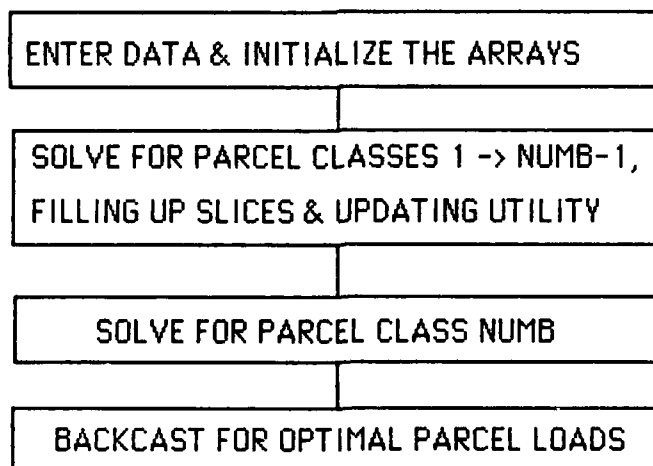 ENTER DATA & INITIALIZE THE ARRAYS
SOLVE FOR PARCEL CLASSES 1 -> NUMB-1,
FILLING UP SLICES & UPDATING UTILITY
SOLVE FOR PARCEL CLASS NUMB
BACKCAST FOR OPTIMAL PARCEL LOADS